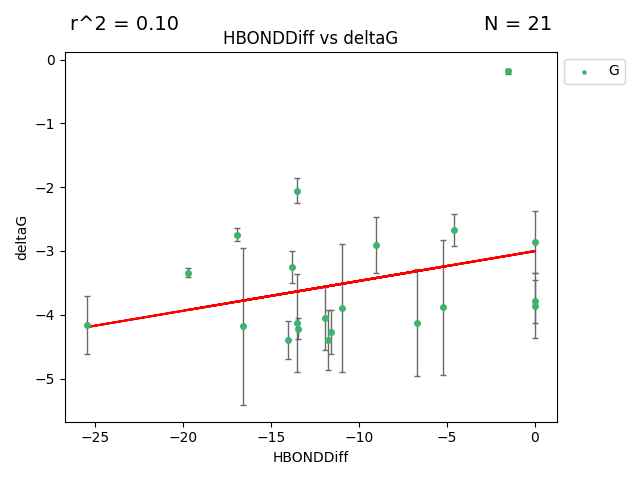 r^2 = 0.10
N = 21
HBONDDiff vs deltaG
G
0
−1
−2
−3
−4
−5
deltaG
−25
−20
−15
−10
−5
0
HBONDDiff